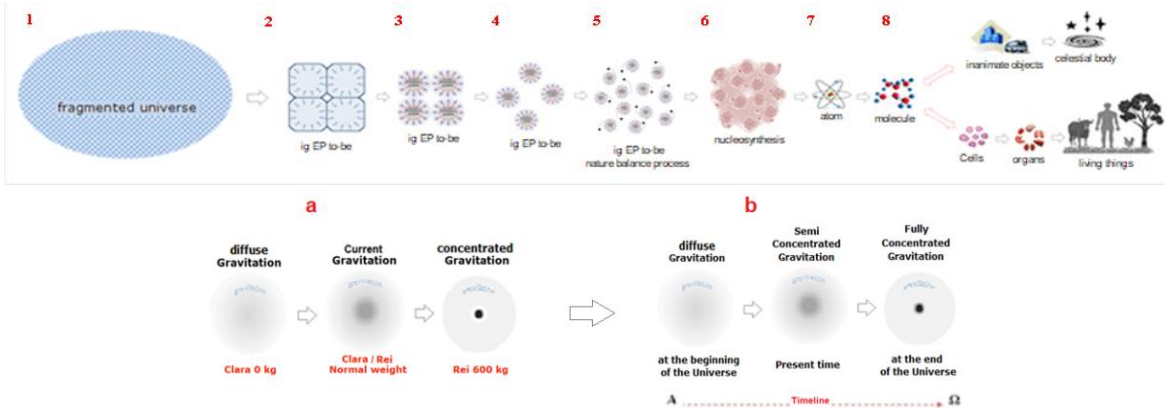 1
2
3
4
5
6
7
8
fragmented universe
ig EP to-be
ig EP to-be
ig EP to-be
ig EP to-be
nature balance process
nucleosynthesis
atom
molecule
inanimate objects
celestial body
Cells
organs
living things
a
diffuse
Gravitation
Current
Gravitation
concentrated
Gravitation
gravitation
Clara 0 kg
Clara / Rei
Normal weight
Rei 600 kg
b
diffuse
Gravitation
Semi
Concentrated
Gravitation
Fully
Concentrated
Gravitation
gravitation
at the beginning
of the Universe
Present time
at the end
of the Universe
A
Timeline
Ω